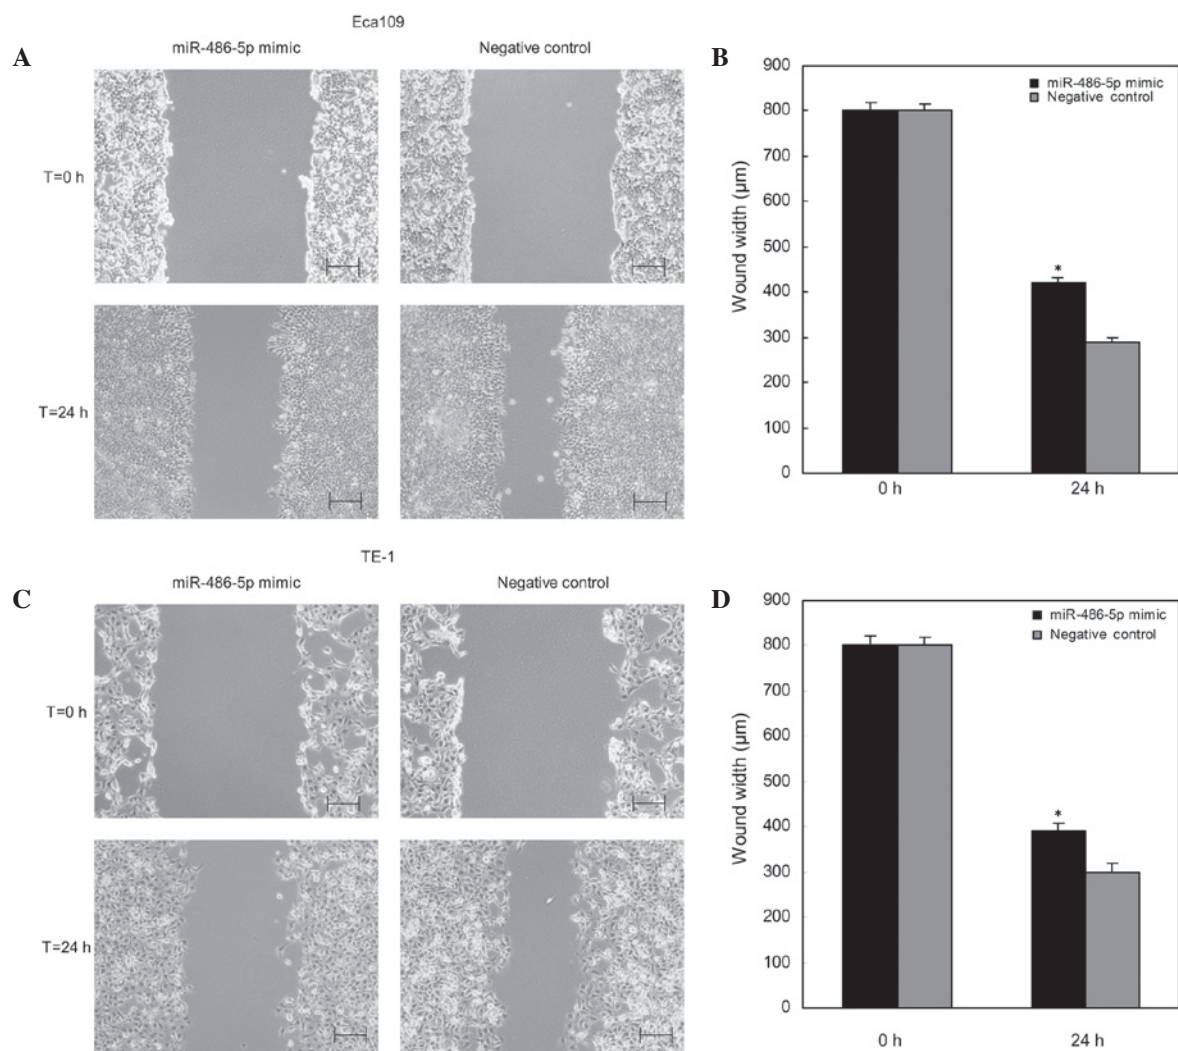 Eca109
A
miR-486-5p mimic
Negative control
T=0 h
T=24 h
B
900
800
700
600
500
400
300
200
100
0
Wound width (µm)
miR-486-5p mimic
Negative control
*
0 h
24 h
TE-1
C
miR-486-5p mimic
Negative control
T=0 h
T=24 h
D
900
800
700
600
500
400
300
200
100
0
Wound width (µm)
miR-486-5p mimic
Negative control
*
0 h
24 h